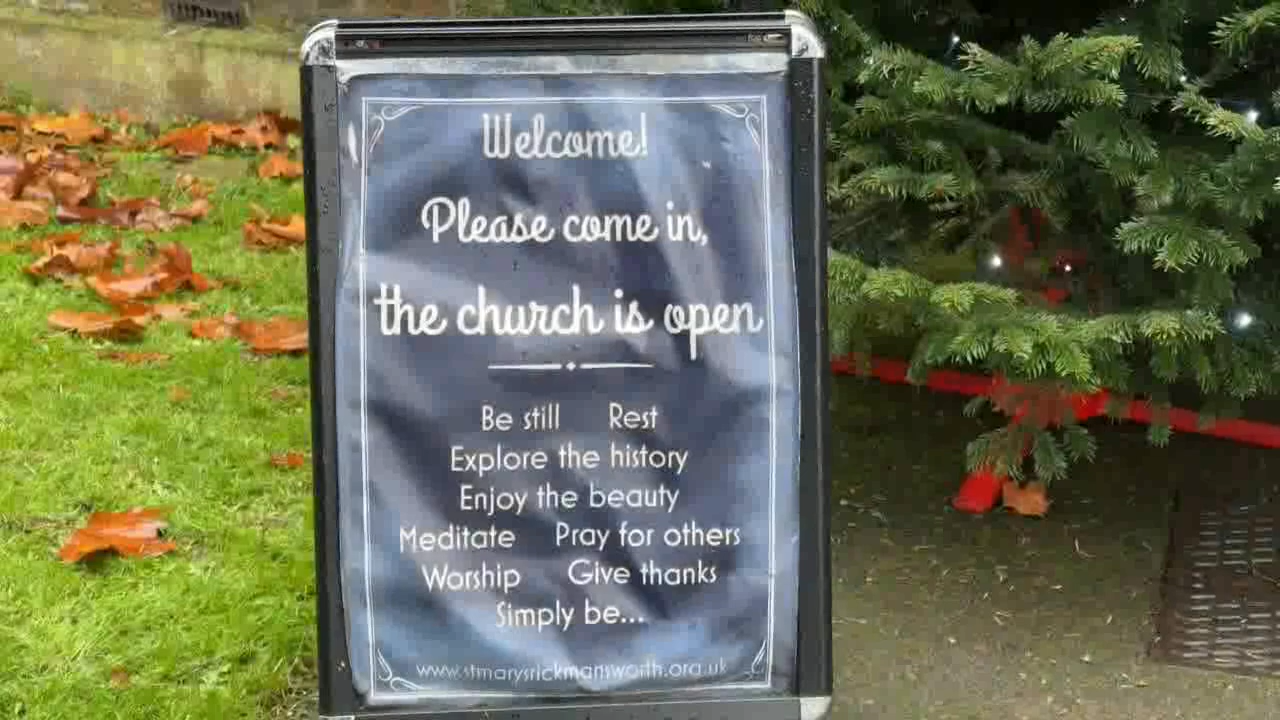 Welcome!
Please come in,
the church is open
Be still Rest
Explore the history
Enjoy the beauty
Meditate Pray for others
Worship Give thanks
Simply be...
www.stmarysrickmansworth.org.uk